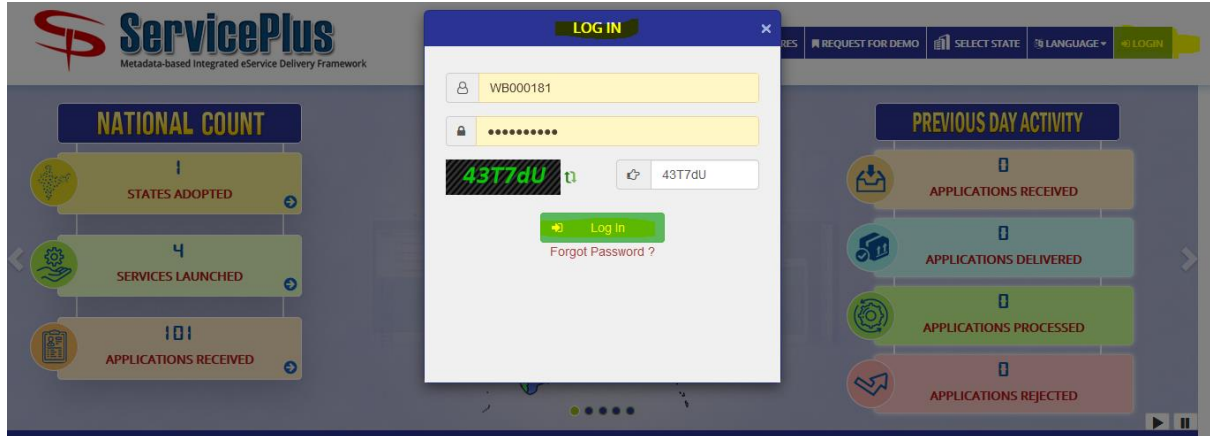 ServicePlus
Metadata-based Integrated eService Delivery Framework
RES
REQUEST FOR DEMO
SELECT STATE
LANGUAGE
LOGIN
LOG IN
×
WB000181
••••••••••
43T7dU
43T7dU
Log In
Forgot Password ?
NATIONAL COUNT
1
STATES ADOPTED
4
SERVICES LAUNCHED
101
APPLICATIONS RECEIVED
PREVIOUS DAY ACTIVITY
0
APPLICATIONS RECEIVED
0
APPLICATIONS DELIVERED
0
APPLICATIONS PROCESSED
0
APPLICATIONS REJECTED